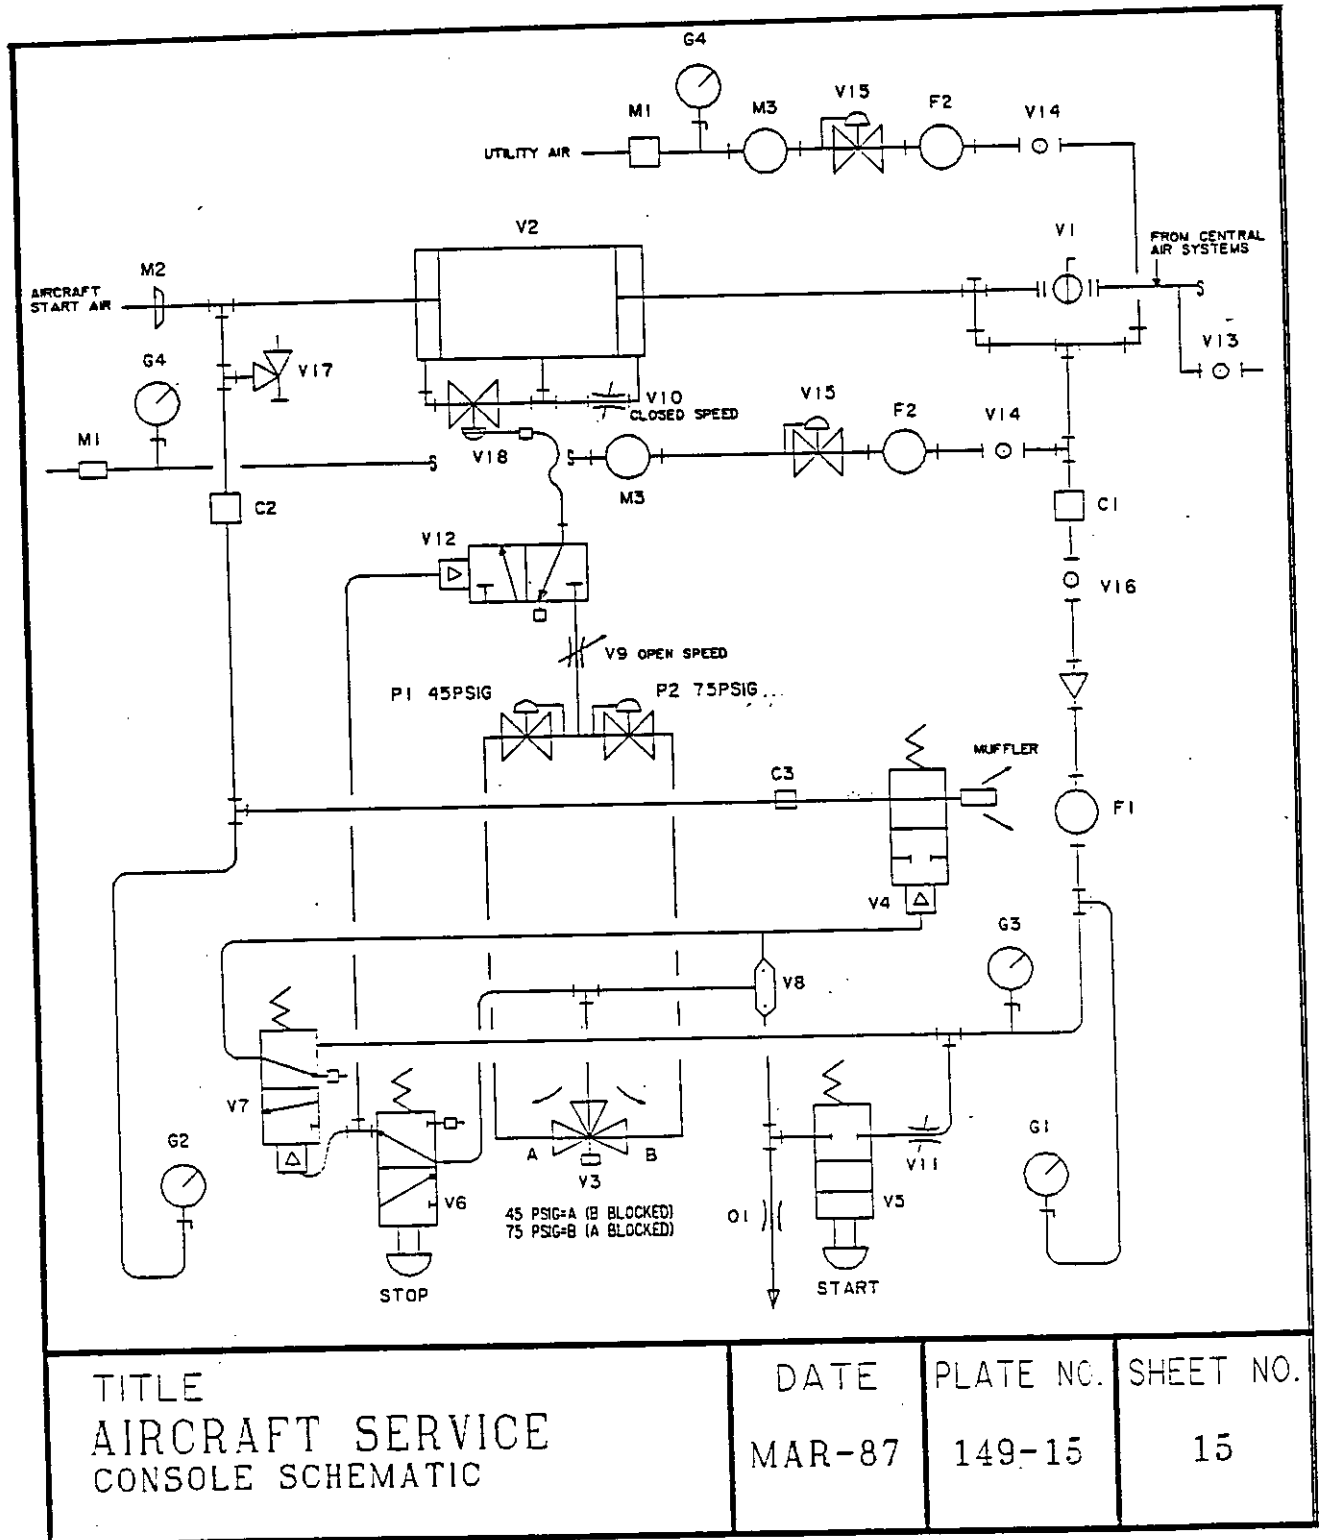 G4
M1
M3
V15
F2
V14
UTILITY AIR
V2
V1
FROM CENTRAL
AIR SYSTEMS
M2
AIRCRAFT
START AIR
V17
G4
V13
V10
CLOSED SPEED
V15
F2
V14
M1
V18
M3
C2
C1
V12
V16
V9 OPEN SPEED
P1 45PSIG
P2 75PSIG
MUFFLER
C3
F1
V4
G3
V8
V7
G2
G1
A
B
V3
V11
V6
45 PSIG=A (B BLOCKED)
75 PSIG=B (A BLOCKED)
O1
V5
STOP
START
TITLE
AIRCRAFT SERVICE
CONSOLE SCHEMATIC
DATE
MAR-87
PLATE NO.
149-15
SHEET NO.
15